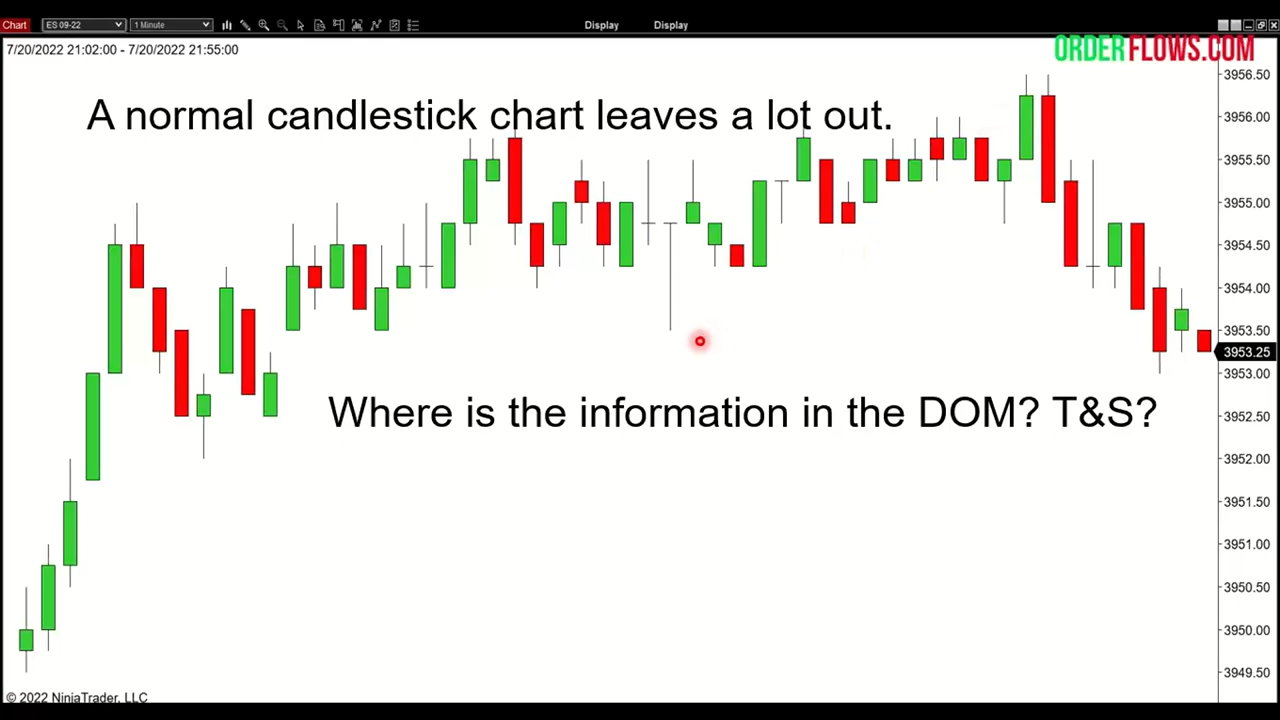 Chart ES 09-22 1 Minute Display Display
7/20/2022 21:02:00 - 7/20/2022 21:55:00
ORDERFLOWS.COM
A normal candlestick chart leaves a lot out.
Where is the information in the DOM? T&S?
3956.50
3956.00
3955.50
3955.00
3954.50
3954.00
3953.50
3953.25
3953.00
3952.50
3952.00
3951.50
3951.00
3950.50
3950.00
3949.50
© 2022 NinjaTrader, LLC